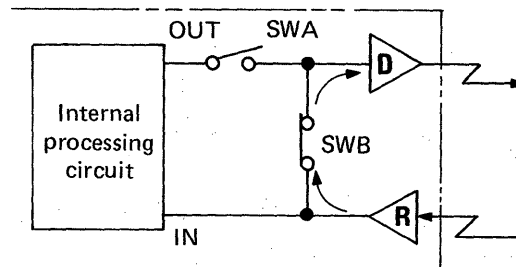 OUT
SWA
D
Internal
processing
circuit
SWB
R
IN